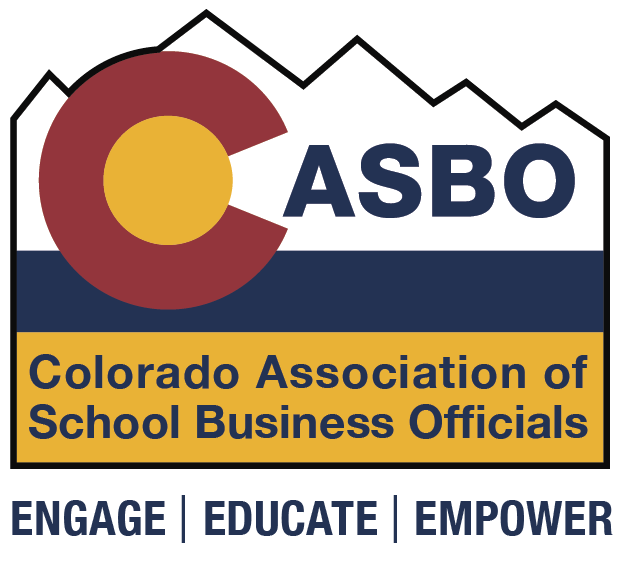 CASBO
Colorado Association of
School Business Officials
ENGAGE | EDUCATE | EMPOWER